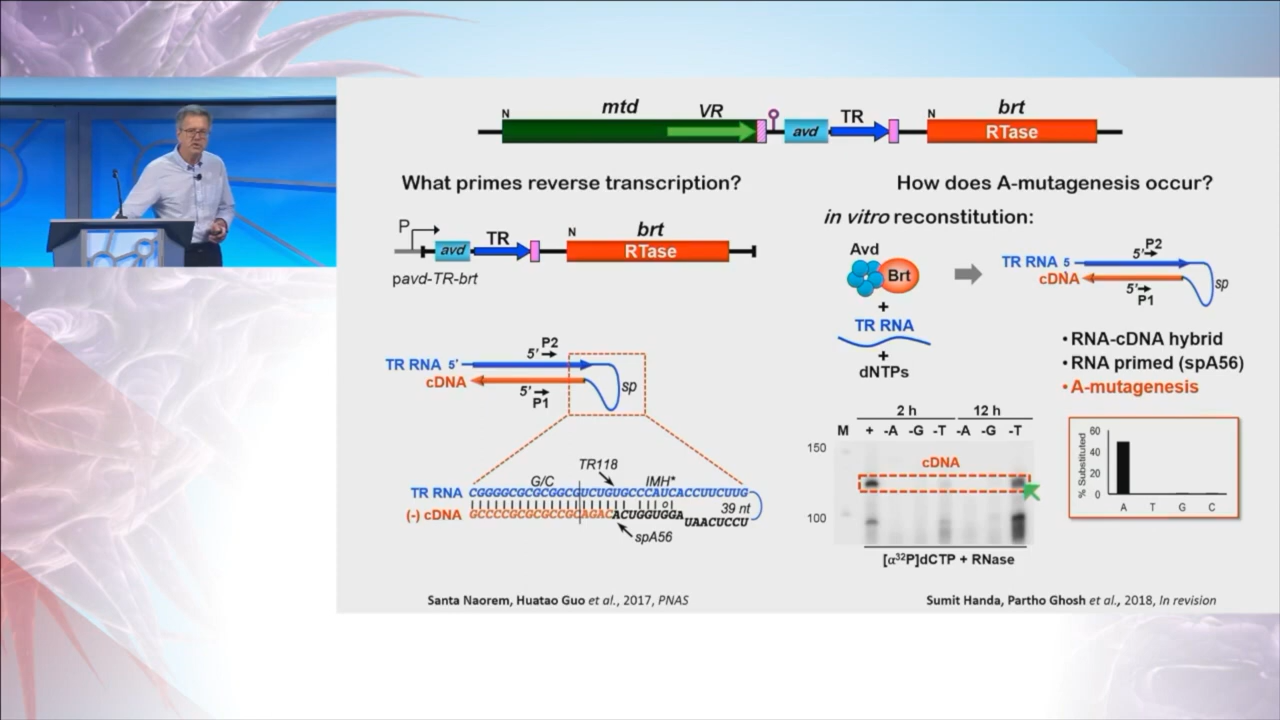 mtd VR avd TR brt
N N RTase
What primes reverse transcription?
P avd TR N brt
RTase
pavd-TR-brt
P2
5'
TR RNA 5'
cDNA
sp
5'
P1
TR118
G/C IMH*
TR RNA CGGGGCGCGCGGCGUCUGUGCCCAUCACCUUCUUG
(-) cDNA GCCCCGCGCGCCGCAGACACUGGUGGA UAACUCCU
39 nt
spA56
Santa Naorem, Huatao Guo et al., 2017, PNAS
How does A-mutagenesis occur?
in vitro reconstitution:
Avd
Brt
+
TR RNA
+
dNTPs
P2
5'
TR RNA 5
cDNA
sp
5'
P1
•RNA-cDNA hybrid
•RNA primed (spA56)
•A-mutagenesis
2 h 12 h
M + -A -G -T -A -G -T
150
cDNA
100
[α32P]dCTP + RNase
% Substituted
60
40
20
0
A T G C
Sumit Handa, Partho Ghosh et al., 2018, In revision